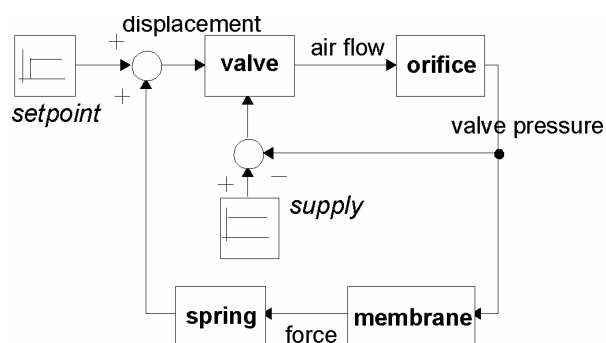 displacement
+
valve
air flow
orifice
setpoint
+
valve pressure
+
−
supply
spring
force
membrane